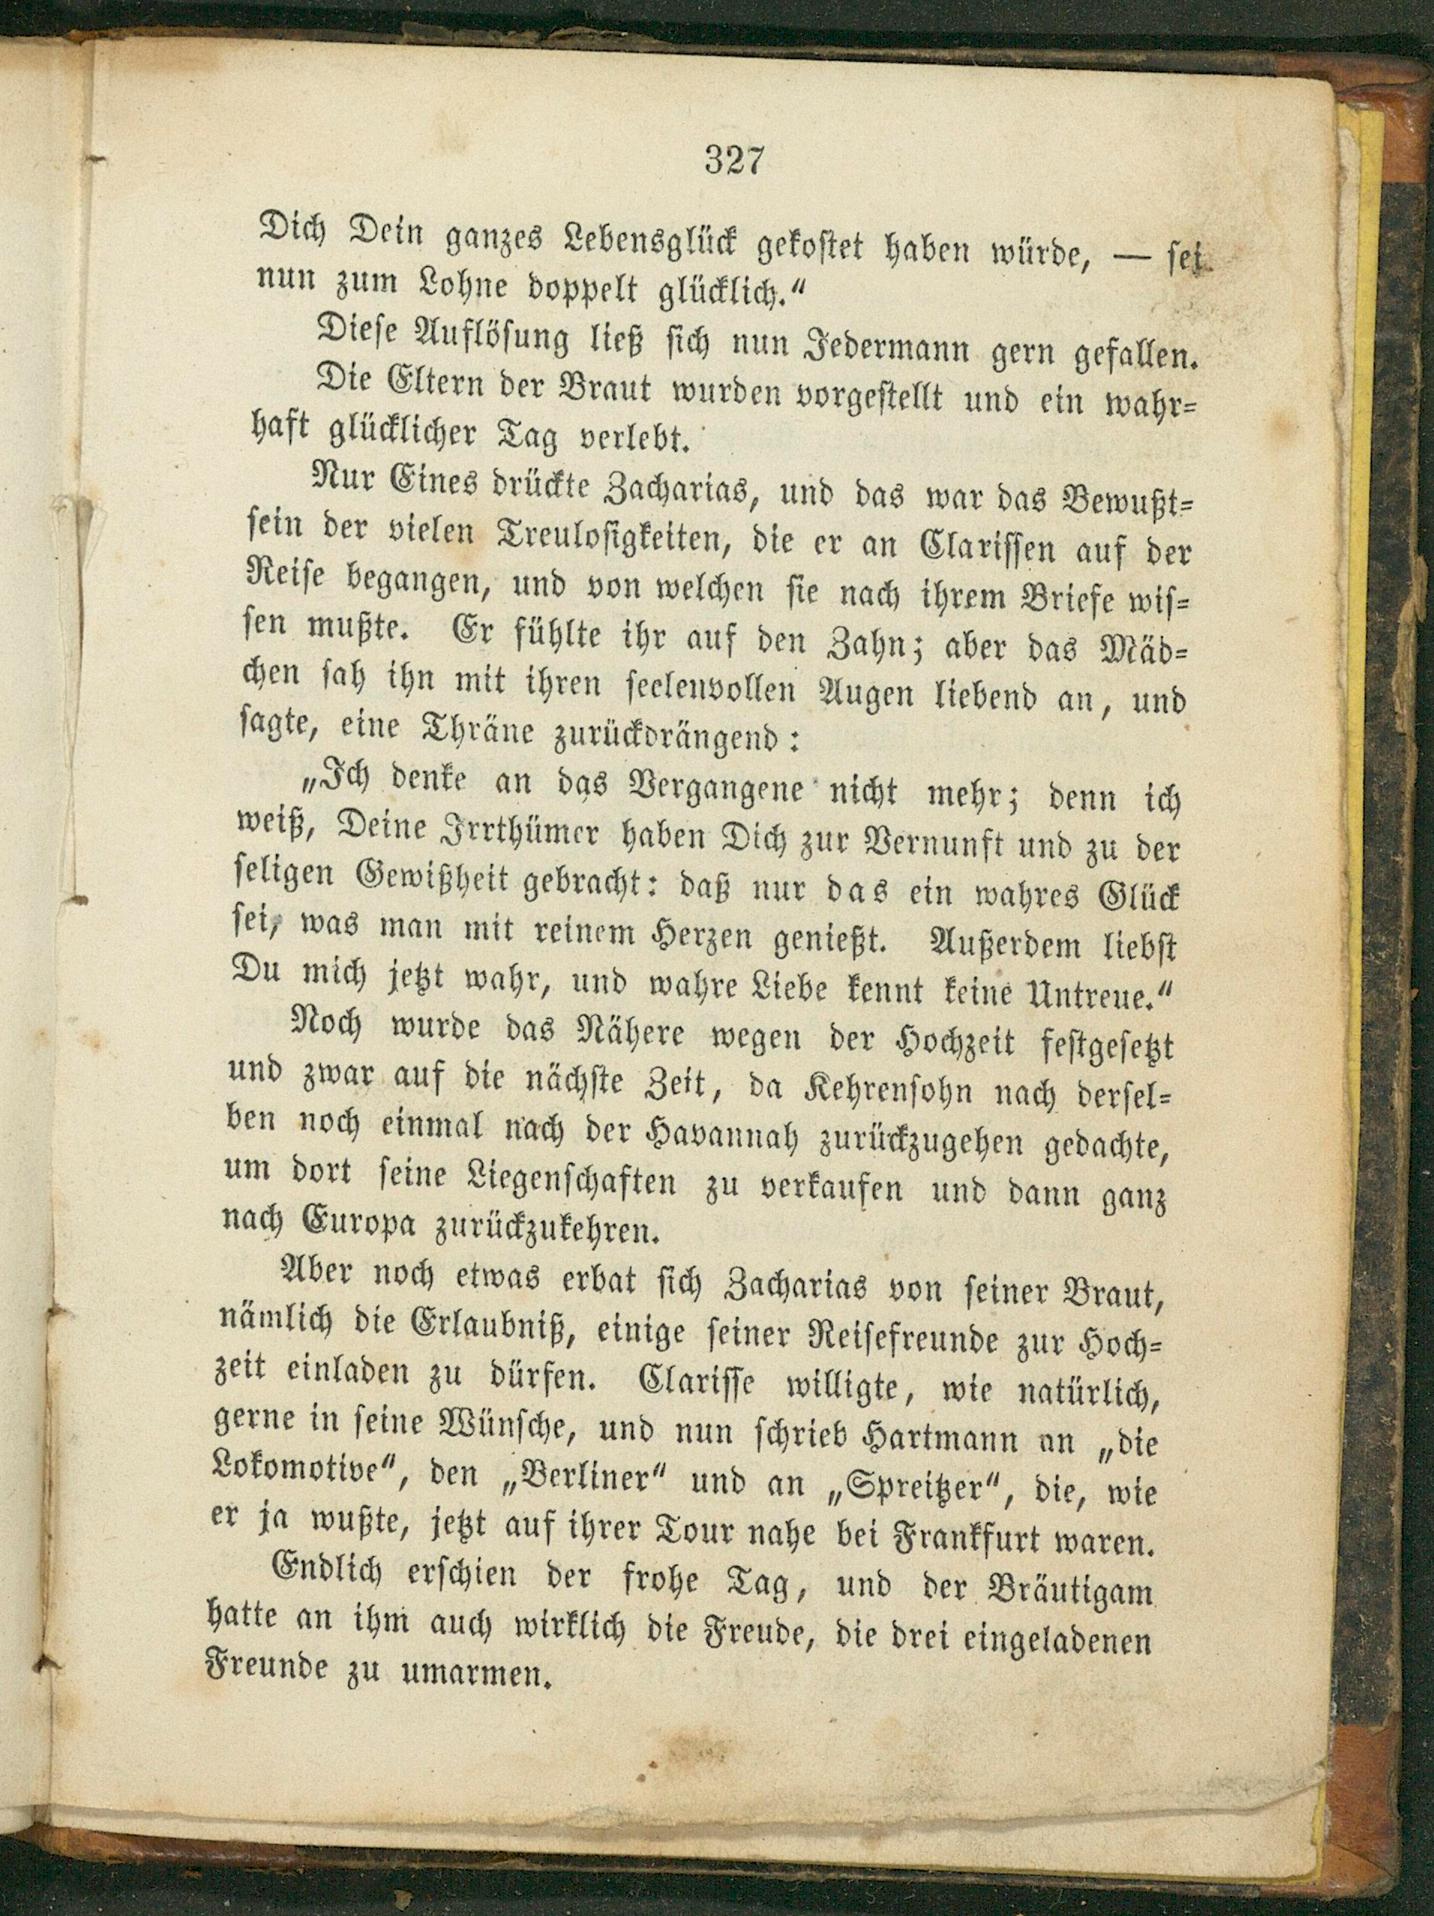 327
Dich Dein ganzes Lebensglück gekostet haben würde, — sei
nun zum Lohne doppelt glücklich.“
Diese Auflösung ließ sich nun Jedermann gern gefallen.
Die Eltern der Braut wurden vorgestellt und ein wahr-
haft glücklicher Tag verlebt.
Nur Eines drückte Zacharias, und das war das Bewußt-
sein der vielen Treulosigkeiten, die er an Clarissen auf der
Reise begangen, und von welchen sie nach ihrem Briefe wis-
sen mußte. Er fühlte ihr auf den Zahn; aber das Mäd-
chen sah ihn mit ihren seelenvollen Augen liebend an, und
sagte, eine Thräne zurückdrängend:
„Ich denke an das Vergangene nicht mehr; denn ich
weiß, Deine Irrthümer haben Dich zur Vernunft und zu der
seligen Gewißheit gebracht: daß nur das ein wahres Glück
sei, was man mit reinem Herzen genießt. Außerdem liebst
Du mich jetzt wahr, und wahre Liebe kennt keine Untreue.“
Noch wurde das Nähere wegen der Hochzeit festgesetzt
und zwar auf die nächste Zeit, da Kehrensohn nach dersel-
ben noch einmal nach der Havannah zurückzugehen gedachte,
um dort seine Liegenschaften zu verkaufen und dann ganz
nach Europa zurückzukehren.
Aber noch etwas erbat sich Zacharias von seiner Braut,
nämlich die Erlaubniß, einige seiner Reisefreunde zur Hoch-
zeit einladen zu dürfen. Clarisse willigte, wie natürlich,
gerne in seine Wünsche, und nun schrieb Hartmann an „die
Lokomotive“, den „Berliner“ und an „Spreitzer“, die, wie
er ja wußte, jetzt auf ihrer Tour nahe bei Frankfurt waren.
Endlich erschien der frohe Tag, und der Bräutigam
hatte an ihm auch wirklich die Freude, die drei eingeladenen
Freunde zu umarmen.